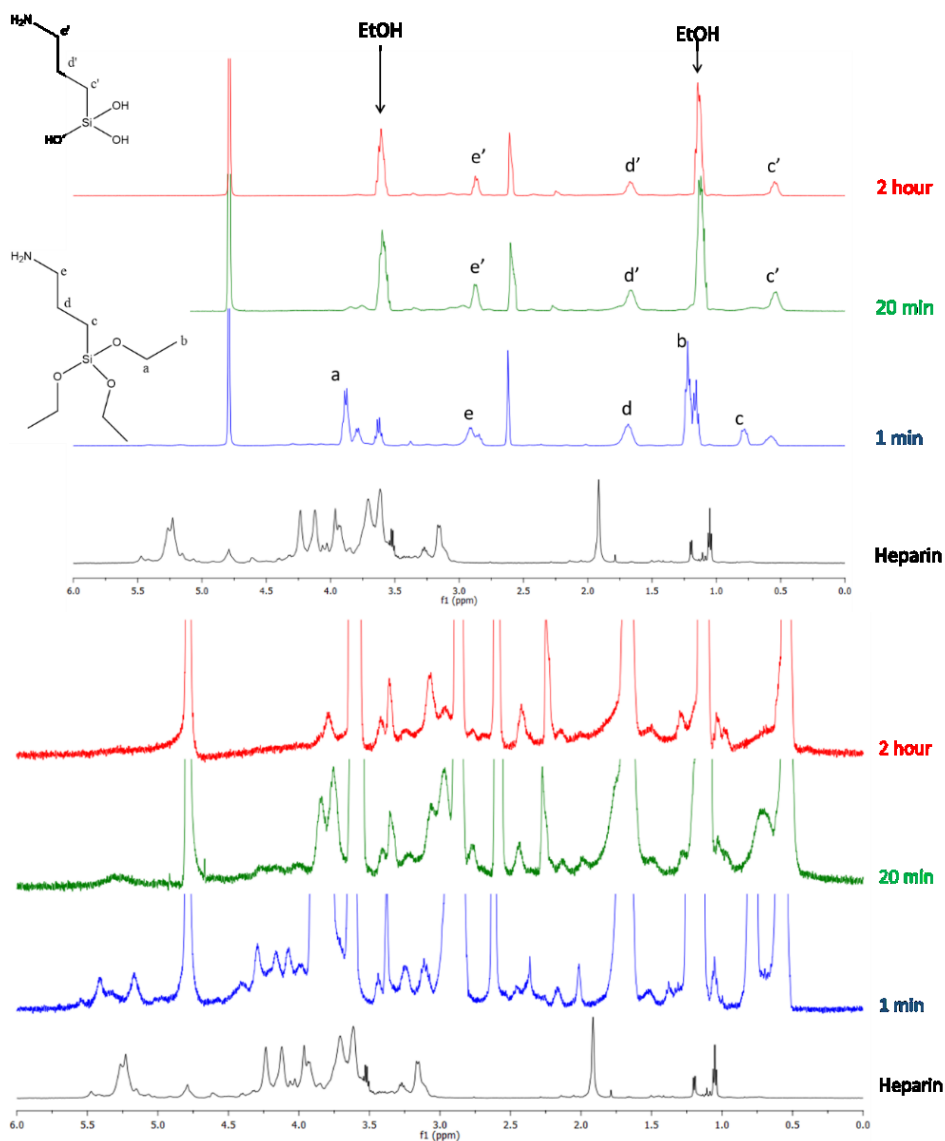 H₂N
e'
d'
c'
Si
OH
HO'
OH
EtOH
EtOH
e'
d'
c'
2 hour
e'
d'
c'
20 min
H₂N
e
d
c
Si
O
b
a
O
O
a
e
d
b
c
1 min
Heparin
6.0 5.5 5.0 4.5 4.0 3.5 3.0 2.5 2.0 1.5 1.0 0.5 0.0
f1 (ppm)
2 hour
20 min
1 min
Heparin
6.0 5.5 5.0 4.5 4.0 3.5 3.0 2.5 2.0 1.5 1.0 0.5 0.0
f1 (ppm)